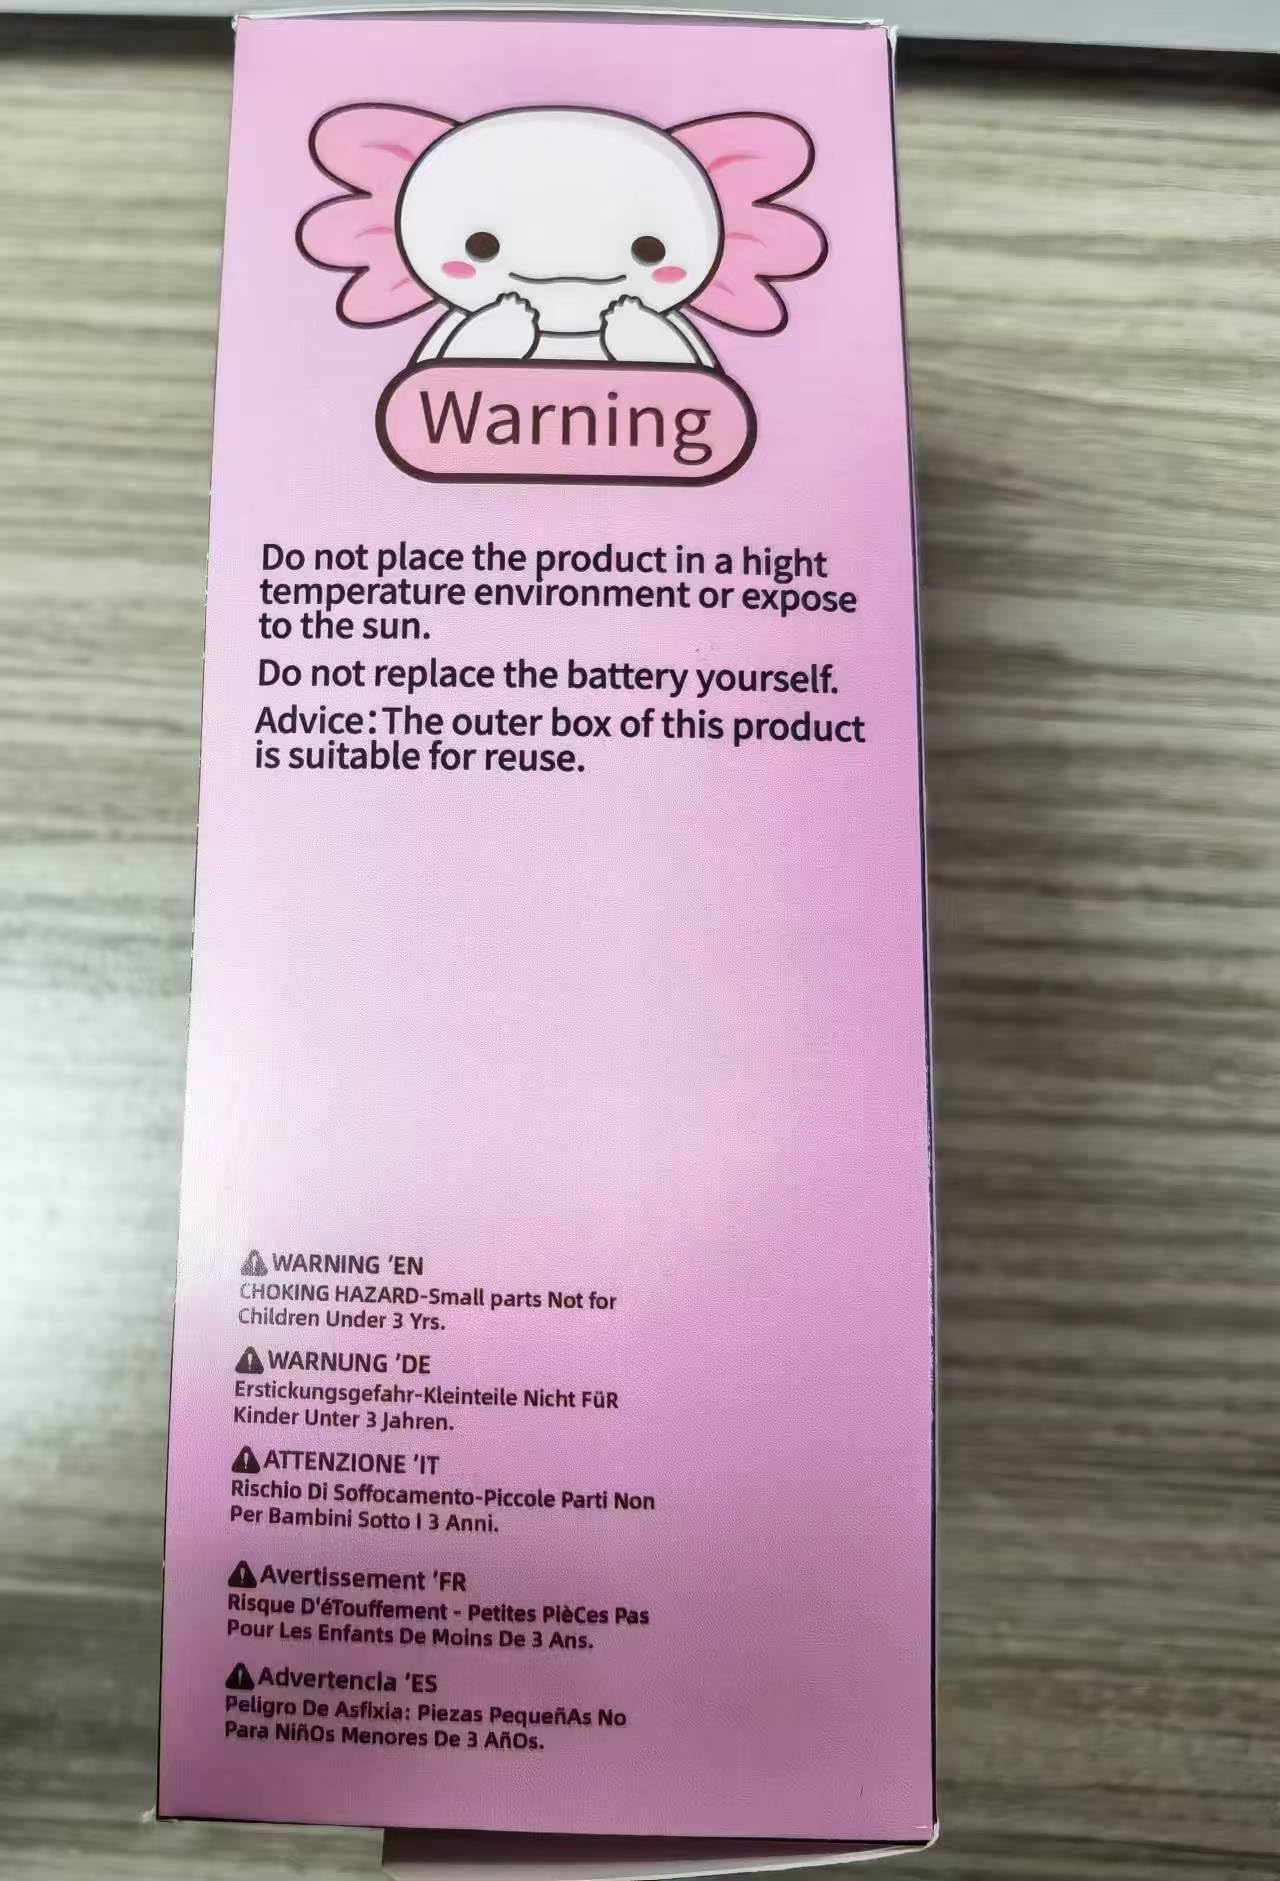 Warning
Do not place the product in a hight
temperature environment or expose
to the sun.
Do not replace the battery yourself.
Advice:The outer box of this product
is suitable for reuse.
WARNING 'EN
CHOKING HAZARD-Small parts Not for
Children Under 3 Yrs.
WARNUNG 'DE
Erstickungsgefahr-Kleinteile Nicht FüR
Kinder Unter 3 Jahren.
ATTENZIONE 'IT
Rischio Di Soffocamento-Piccole Parti Non
Per Bambini Sotto I 3 Anni.
Avertissement 'FR
Risque D'éTouffement - Petites PièCes Pas
Pour Les Enfants De Moins De 3 Ans.
Advertencia 'ES
Peligro De Asfixia: Piezas PequeñAs No
Para NiñOs Menores De 3 AñOs.